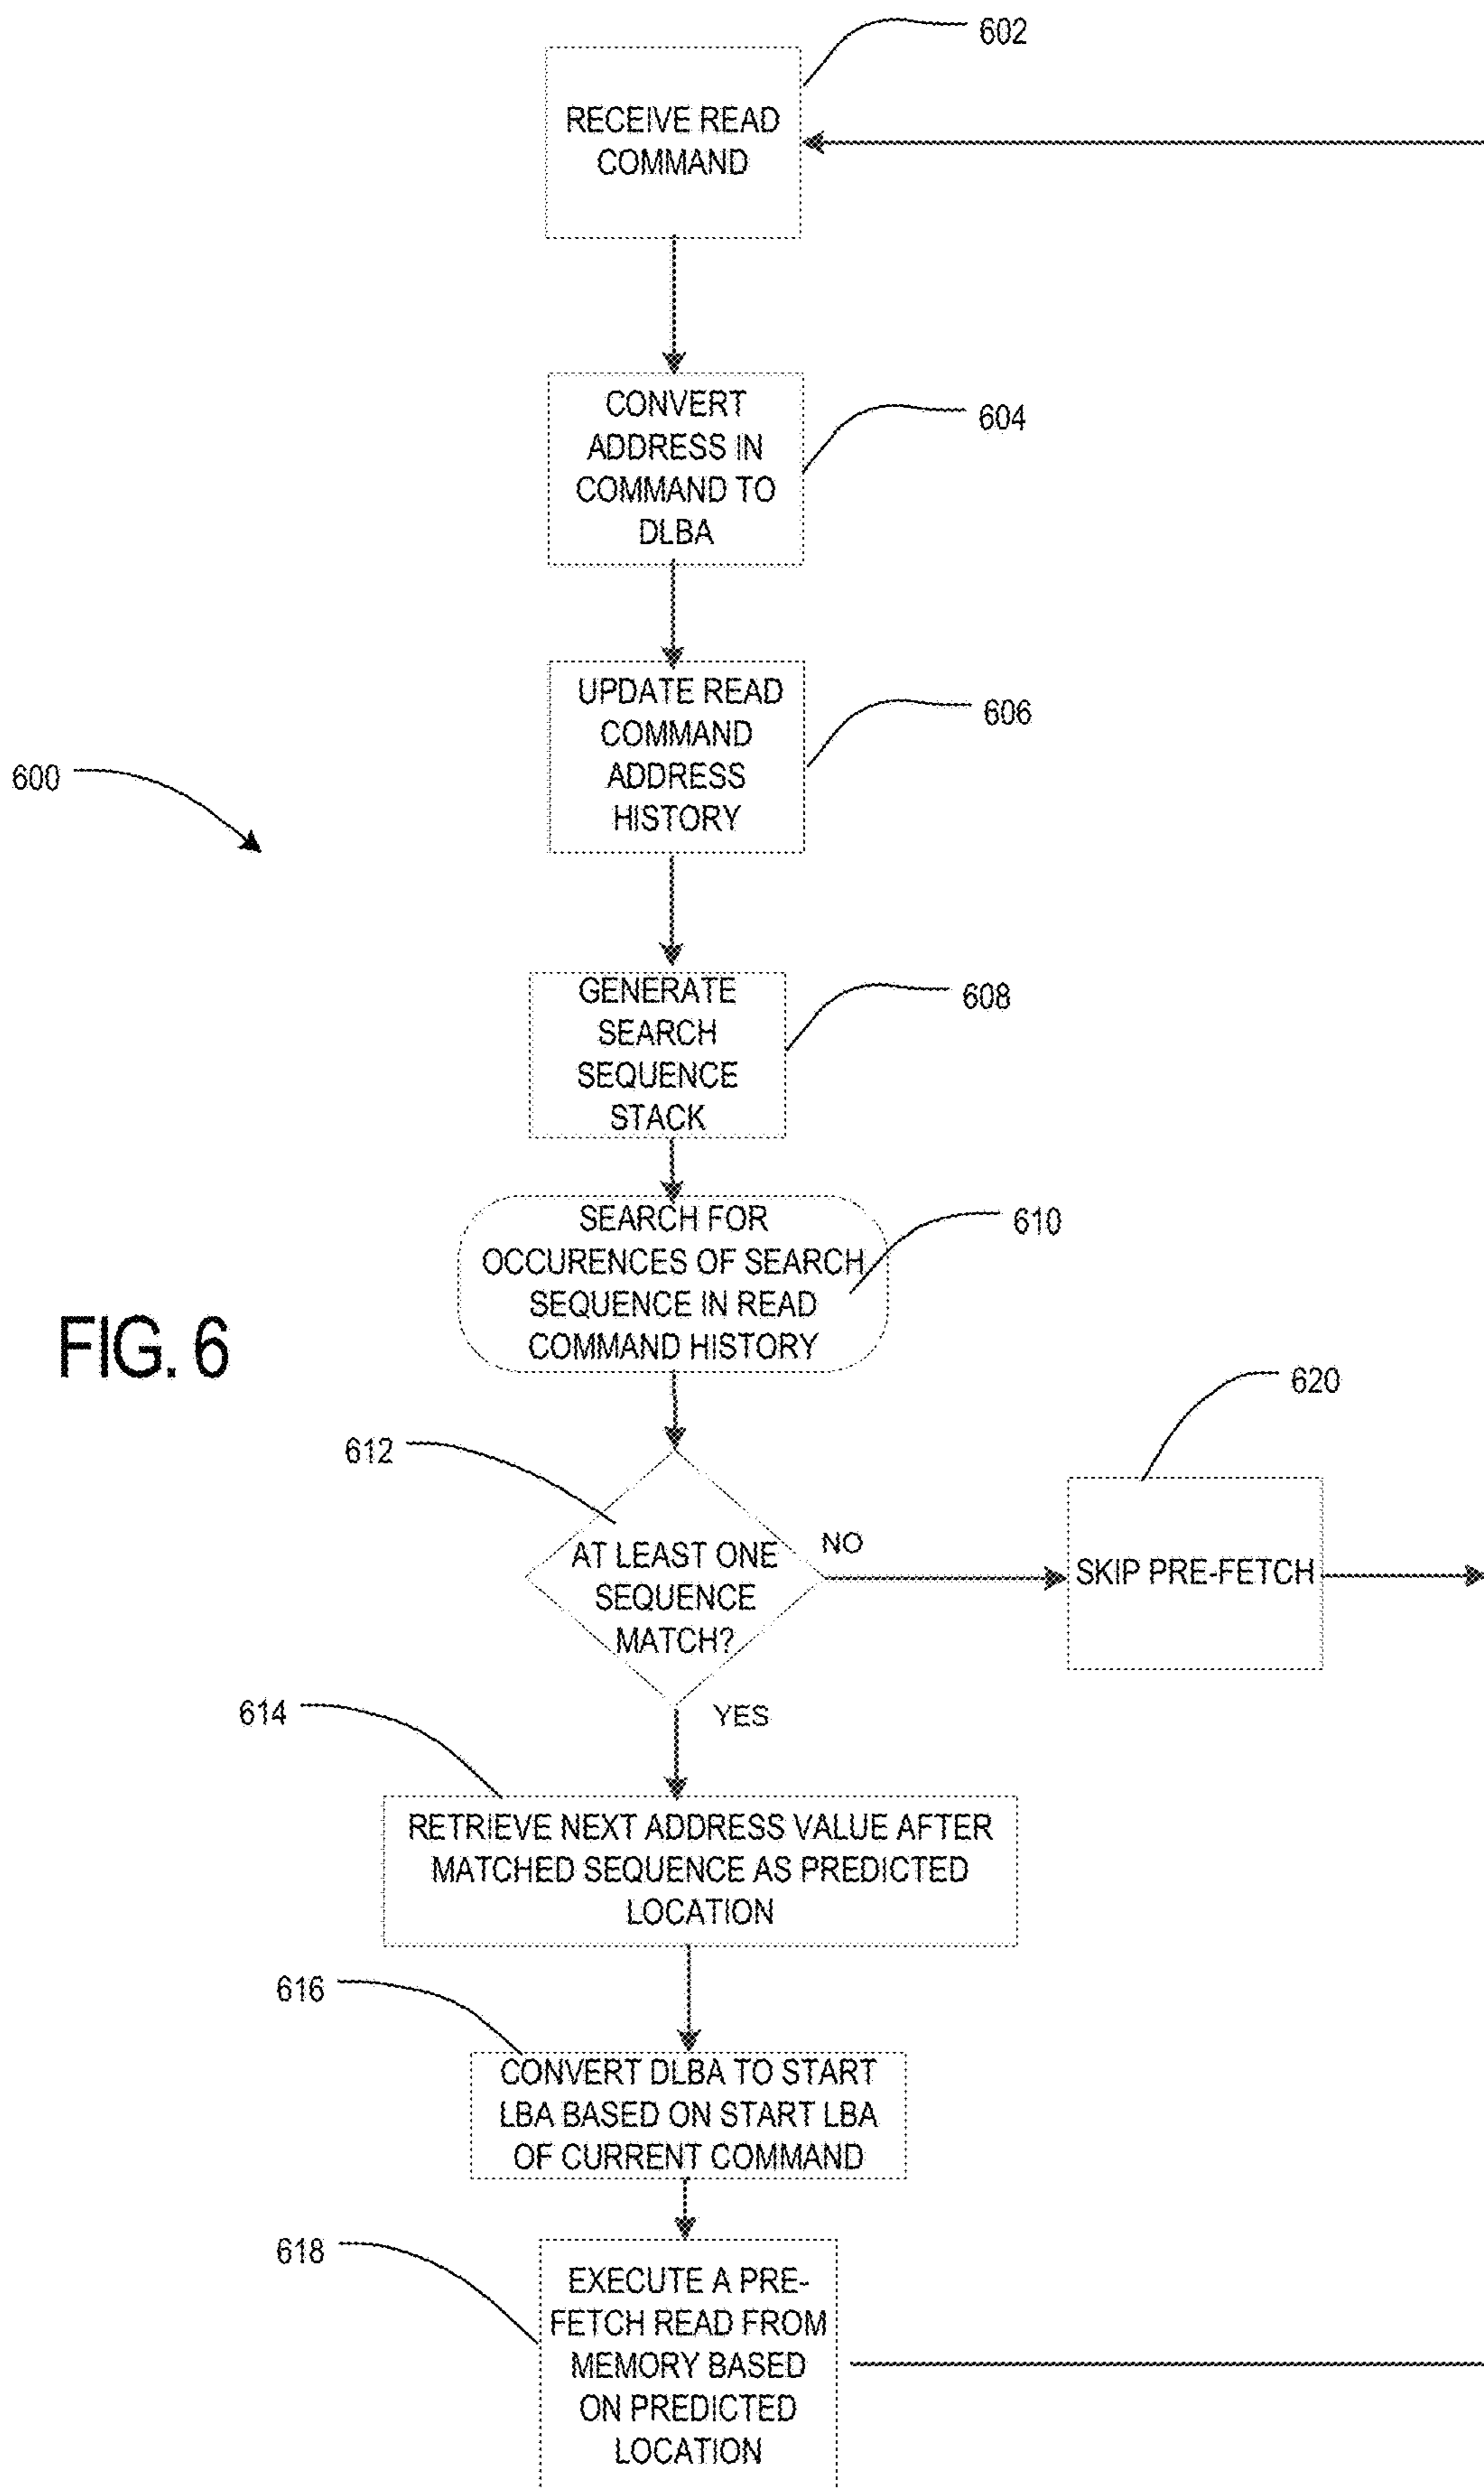 602
RECEIVE READ
COMMAND
CONVERT
ADDRESS IN
COMMAND TO
DLBA
604
UPDATE READ
COMMAND
ADDRESS
HISTORY
606
600
GENERATE
SEARCH
SEQUENCE
STACK
608
SEARCH FOR
OCCURENCES OF SEARCH
SEQUENCE IN READ
COMMAND HISTORY
610
FIG. 6
620
612
AT LEAST ONE
SEQUENCE
MATCH?
NO
SKIP PRE-FETCH
YES
614
RETRIEVE NEXT ADDRESS VALUE AFTER
MATCHED SEQUENCE AS PREDICTED
LOCATION
616
CONVERT DLBA TO START
LBA BASED ON START LBA
OF CURRENT COMMAND
618
EXECUTE A PRE-
FETCH READ FROM
MEMORY BASED
ON PREDICTED
LOCATION